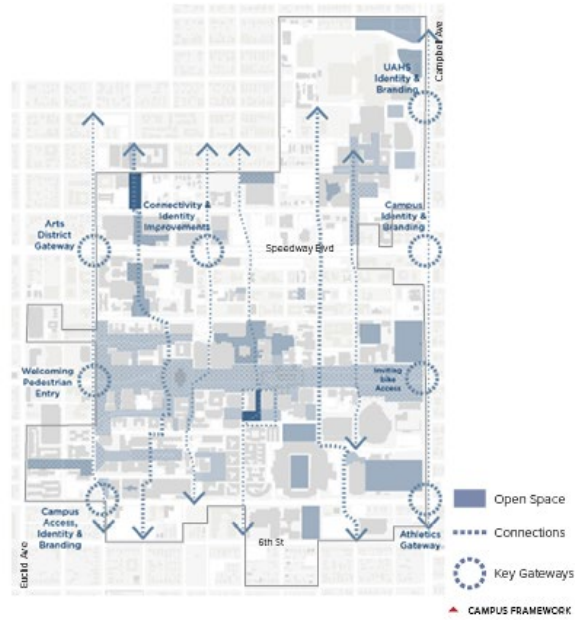 Campbell Ave
UAHS
Identity &
Branding
Connectivity &
Identity
Improvements
Arts
District
Gateway
Campus
Identity &
Branding
Speedway Blvd
Welcoming
Pedestrian
Entry
Inviting
bike
Access
Campus
Access,
Identity &
Branding
Euclid Ave
6th St
Athletics
Gateway
Open Space
Connections
Key Gateways
CAMPUS FRAMEWORK